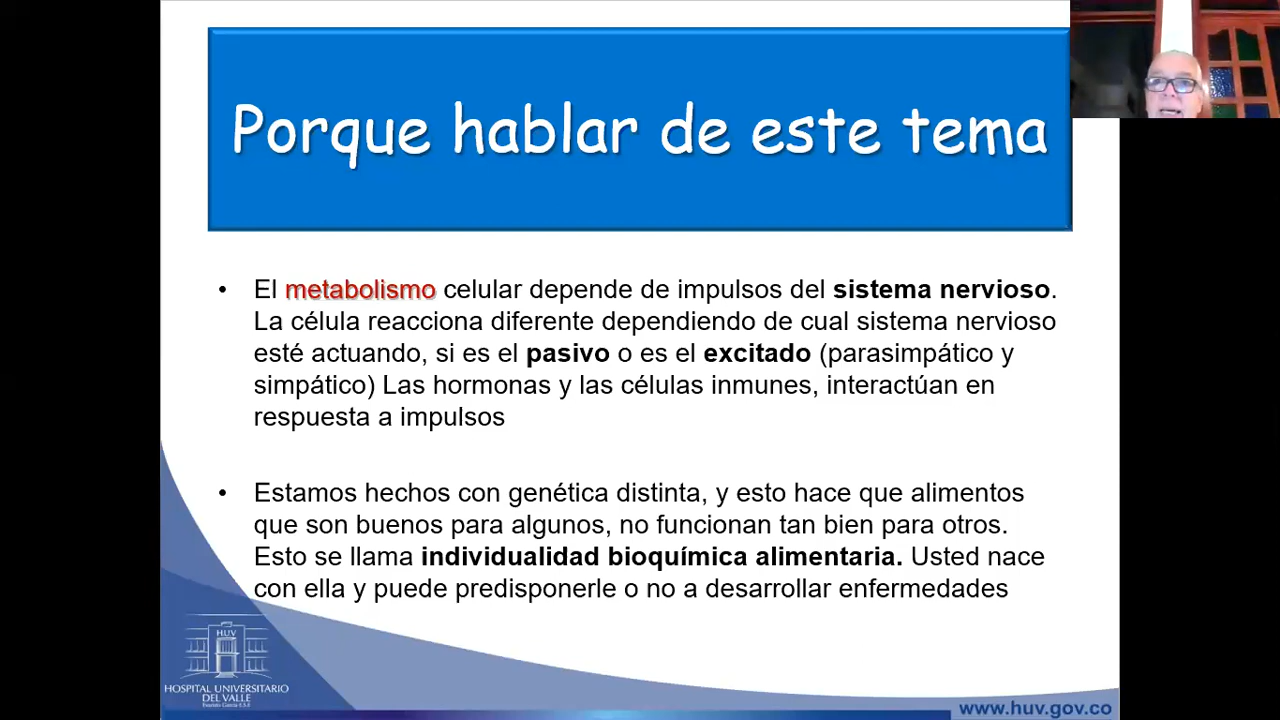 Porque hablar de este tema
• El metabolismo celular depende de impulsos del sistema nervioso.
La célula reacciona diferente dependiendo de cual sistema nervioso
esté actuando, si es el pasivo o es el excitado (parasimpático y
simpático) Las hormonas y las células inmunes, interactúan en
respuesta a impulsos
• Estamos hechos con genética distinta, y esto hace que alimentos
que son buenos para algunos, no funcionan tan bien para otros.
Esto se llama individualidad bioquímica alimentaria. Usted nace
con ella y puede predisponerle o no a desarrollar enfermedades
HUV
HOSPITAL UNIVERSITARIO
DEL VALLE
Evaristo García E.S.E
www.huv.gov.co